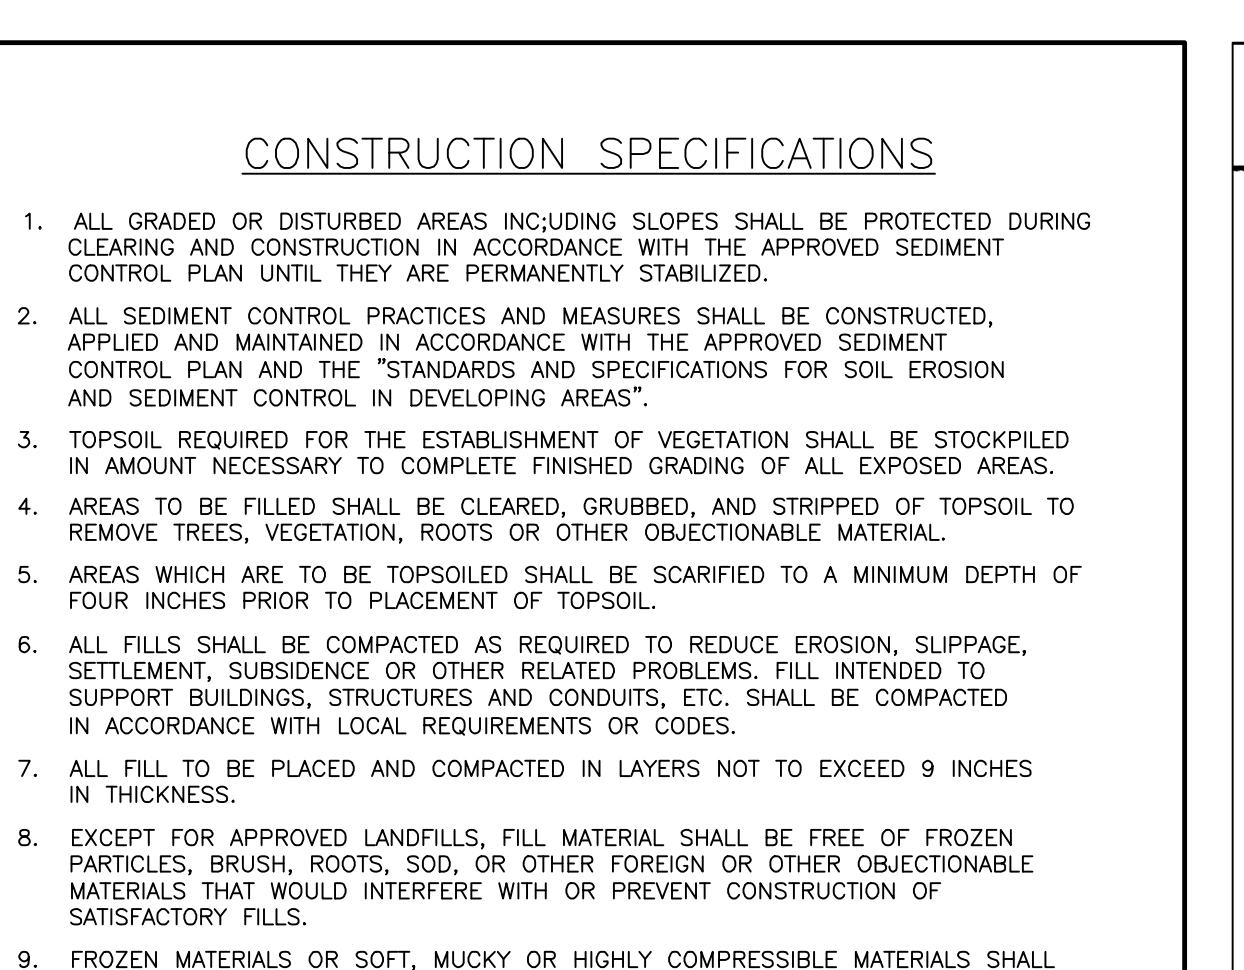 CONSTRUCTION SPECIFICATIONS
1. ALL GRADED OR DISTURBED AREAS INC;UDING SLOPES SHALL BE PROTECTED DURING
CLEARING AND CONSTRUCTION IN ACCORDANCE WITH THE APPROVED SEDIMENT
CONTROL PLAN UNTIL THEY ARE PERMANENTLY STABILIZED.
2. ALL SEDIMENT CONTROL PRACTICES AND MEASURES SHALL BE CONSTRUCTED,
APPLIED AND MAINTAINED IN ACCORDANCE WITH THE APPROVED SEDIMENT
CONTROL PLAN AND THE ”STANDARDS AND SPECIFICATIONS FOR SOIL EROSION
AND SEDIMENT CONTROL IN DEVELOPING AREAS”.
3. TOPSOIL REQUIRED FOR THE ESTABLISHMENT OF VEGETATION SHALL BE STOCKPILED
IN AMOUNT NECESSARY TO COMPLETE FINISHED GRADING OF ALL EXPOSED AREAS.
4. AREAS TO BE FILLED SHALL BE CLEARED, GRUBBED, AND STRIPPED OF TOPSOIL TO
REMOVE TREES, VEGETATION, ROOTS OR OTHER OBJECTIONABLE MATERIAL.
5. AREAS WHICH ARE TO BE TOPSOILED SHALL BE SCARIFIED TO A MINIMUM DEPTH OF
FOUR INCHES PRIOR TO PLACEMENT OF TOPSOIL.
6. ALL FILLS SHALL BE COMPACTED AS REQUIRED TO REDUCE EROSION, SLIPPAGE,
SETTLEMENT, SUBSIDENCE OR OTHER RELATED PROBLEMS. FILL INTENDED TO
SUPPORT BUILDINGS, STRUCTURES AND CONDUITS, ETC. SHALL BE COMPACTED
IN ACCORDANCE WITH LOCAL REQUIREMENTS OR CODES.
7. ALL FILL TO BE PLACED AND COMPACTED IN LAYERS NOT TO EXCEED 9 INCHES
IN THICKNESS.
8. EXCEPT FOR APPROVED LANDFILLS, FILL MATERIAL SHALL BE FREE OF FROZEN
PARTICLES, BRUSH, ROOTS, SOD, OR OTHER FOREIGN OR OTHER OBJECTIONABLE
MATERIALS THAT WOULD INTERFERE WITH OR PREVENT CONSTRUCTION OF
SATISFACTORY FILLS.
9. FROZEN MATERIALS OR SOFT, MUCKY OR HIGHLY COMPRESSIBLE MATERIALS SHALL